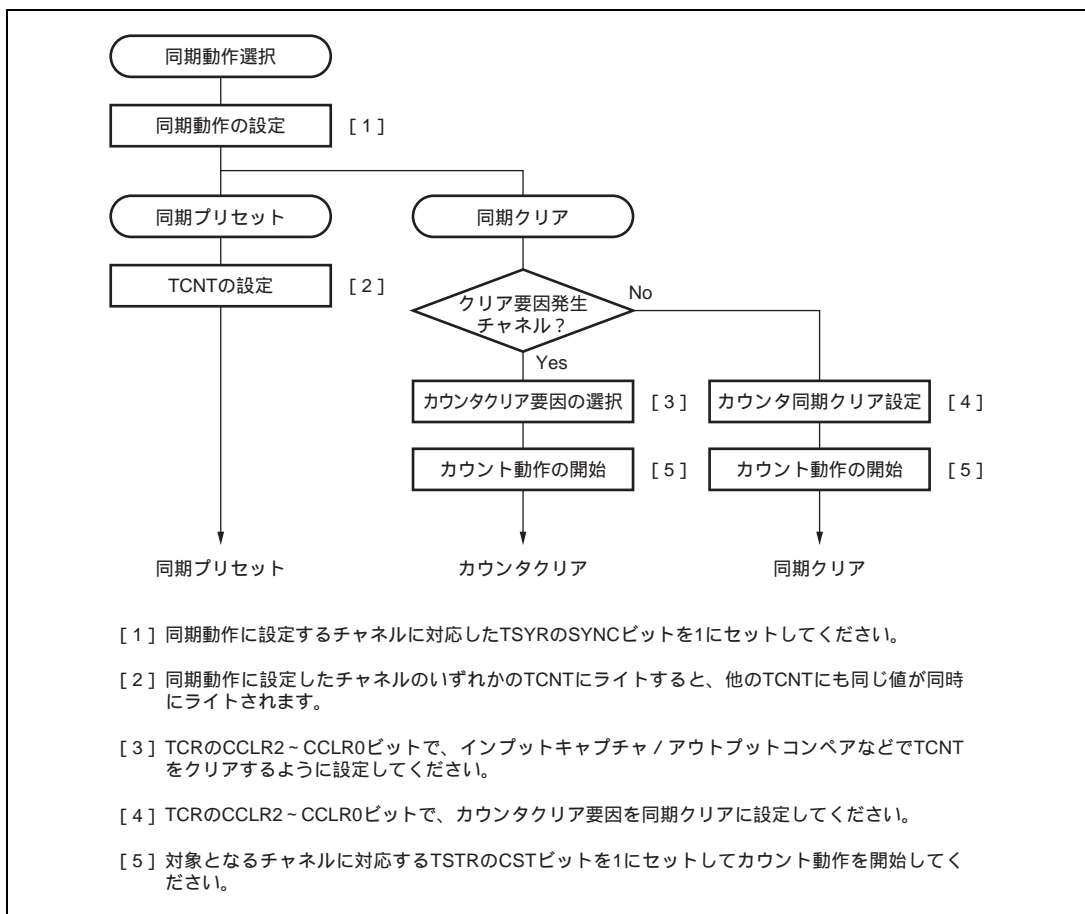 同期動作選択
同期動作の設定 [1]
同期プリセット 同期クリア
TCNTの設定 [2]
クリア要因発生
チャネル？
No
Yes
カウンタクリア要因の選択 [3] カウンタ同期クリア設定 [4]
カウント動作の開始 [5] カウント動作の開始 [5]
同期プリセット カウンタクリア 同期クリア
[1] 同期動作に設定するチャネルに対応したTSYRのSYNCビットを1にセットしてください。
[2] 同期動作に設定したチャネルのいずれかのTCNTにライトすると、他のTCNTにも同じ値が同時
にライトされます。
[3] TCRのCCLR2～CCLR0ビットで、インプットキャプチャ／アウトプットコンペアなどでTCNT
をクリアするように設定してください。
[4] TCRのCCLR2～CCLR0ビットで、カウンタクリア要因を同期クリアに設定してください。
[5] 対象となるチャネルに対応するTSTRのCSTビットを1にセットしてカウント動作を開始してく
ださい。